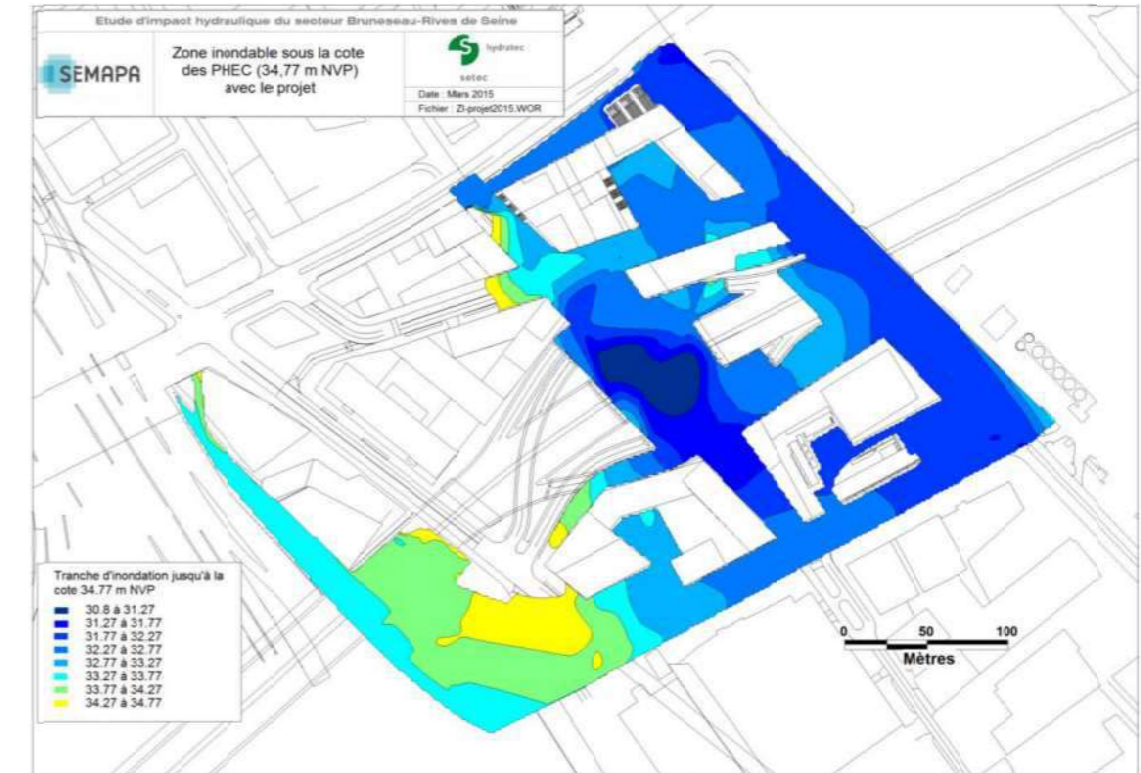 Etude d'impact hydraulique du secteur Bruneseau-Rives de Seine
SEMAPA
Zone inondable sous la cote
des PHEC (34,77 m NVP)
avec le projet
hydratec
setec
Date : Mars 2015
Fichier : ZI-projet2015.WOR
Tranche d'inondation jusqu'à la
cote 34.77 m NVP
30.8 à 31.27
31.27 à 31.77
31.77 à 32.27
32.27 à 32.77
32.77 à 33.27
33.27 à 33.77
33.77 à 34.27
34.27 à 34.77
0 50 100
Mètres